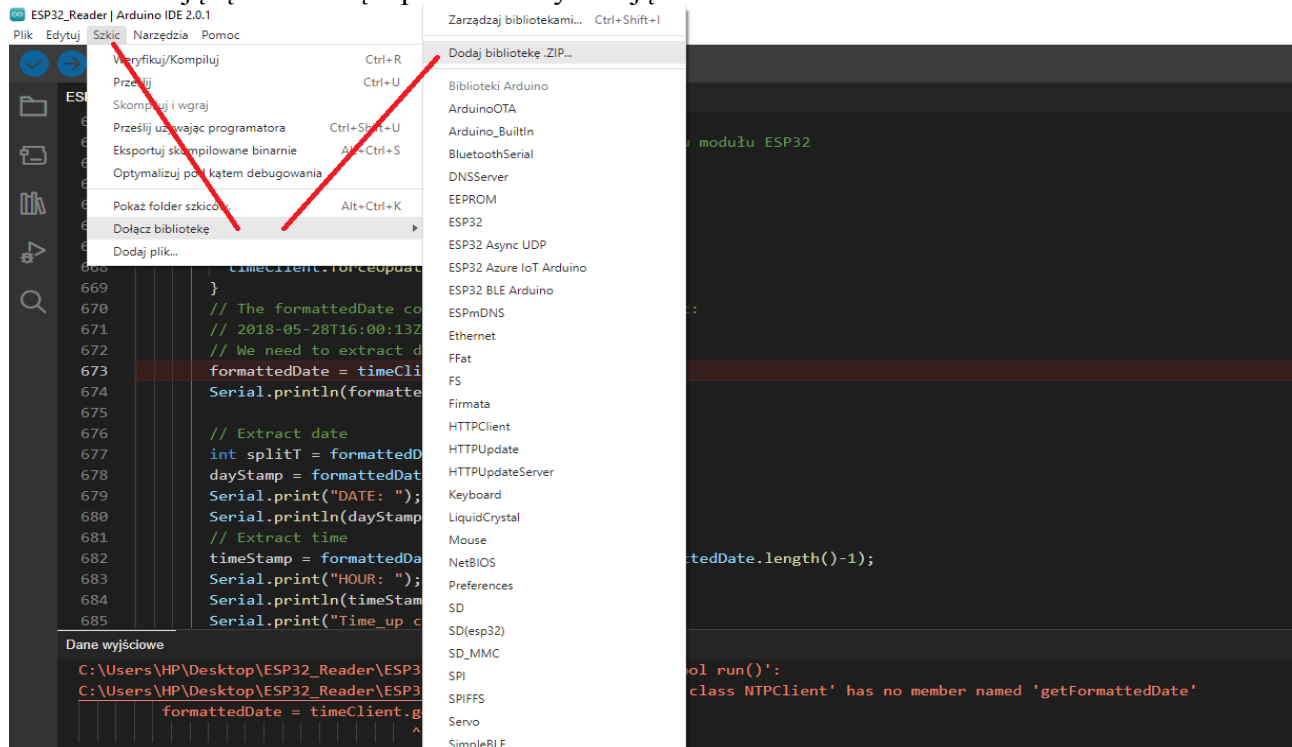 ESP32_Reader | Arduino IDE 2.0.1
Plik Edytuj Szkic Narzędzia Pomoc
Weryfikuj/Kompiluj Ctrl+R
Prześlij Ctrl+U
Skompiluj i wgraj
Prześlij używając programatora Ctrl+Shift+U
Eksportuj skompilowane binarnie Alt+Ctrl+S
Optymalizuj pod kątem debugowania
Pokaż folder szkiców. Alt+Ctrl+K
Dołącz bibliotekę
Dodaj plik...
Zarządzaj bibliotekami... Ctrl+Shift+I
Dodaj bibliotekę .ZIP...
Biblioteki Arduino
ArduinoOTA
Arduino_BuiltIn
BluetoothSerial
DNSServer
EEPROM
ESP32
ESP32 Async UDP
ESP32 Azure IoT Arduino
ESP32 BLE Arduino
ESPmDNS
Ethernet
FFat
FS
Firmata
HTTPClient
HTTPUpdate
HTTPUpdateServer
Keyboard
LiquidCrystal
Mouse
NetBIOS
Preferences
SD
SD(esp32)
SD_MMC
SPI
SPIFFS
Servo
SimpleBLE
modułu ESP32
668 timeClient.forceUpdat
669 }
670 // The formattedDate co t:
671 // 2018-05-28T16:00:13Z
672 // We need to extract d
673 formattedDate = timeCli
674 Serial.println(formatte
675
676 // Extract date
677 int splitT = formattedD
678 dayStamp = formattedDat
679 Serial.print("DATE: ");
680 Serial.println(dayStamp
681 // Extract time
682 timeStamp = formattedDa ttedDate.length()-1);
683 Serial.print("HOUR: ");
684 Serial.println(timeStam
685 Serial.print("Time_up c
Dane wyjściowe
C:\Users\HP\Desktop\ESP32_Reader\ESP3 ool run()':
C:\Users\HP\Desktop\ESP32_Reader\ESP3 class NTPClient' has no member named 'getFormattedDate'
formattedDate = timeClient.g
^